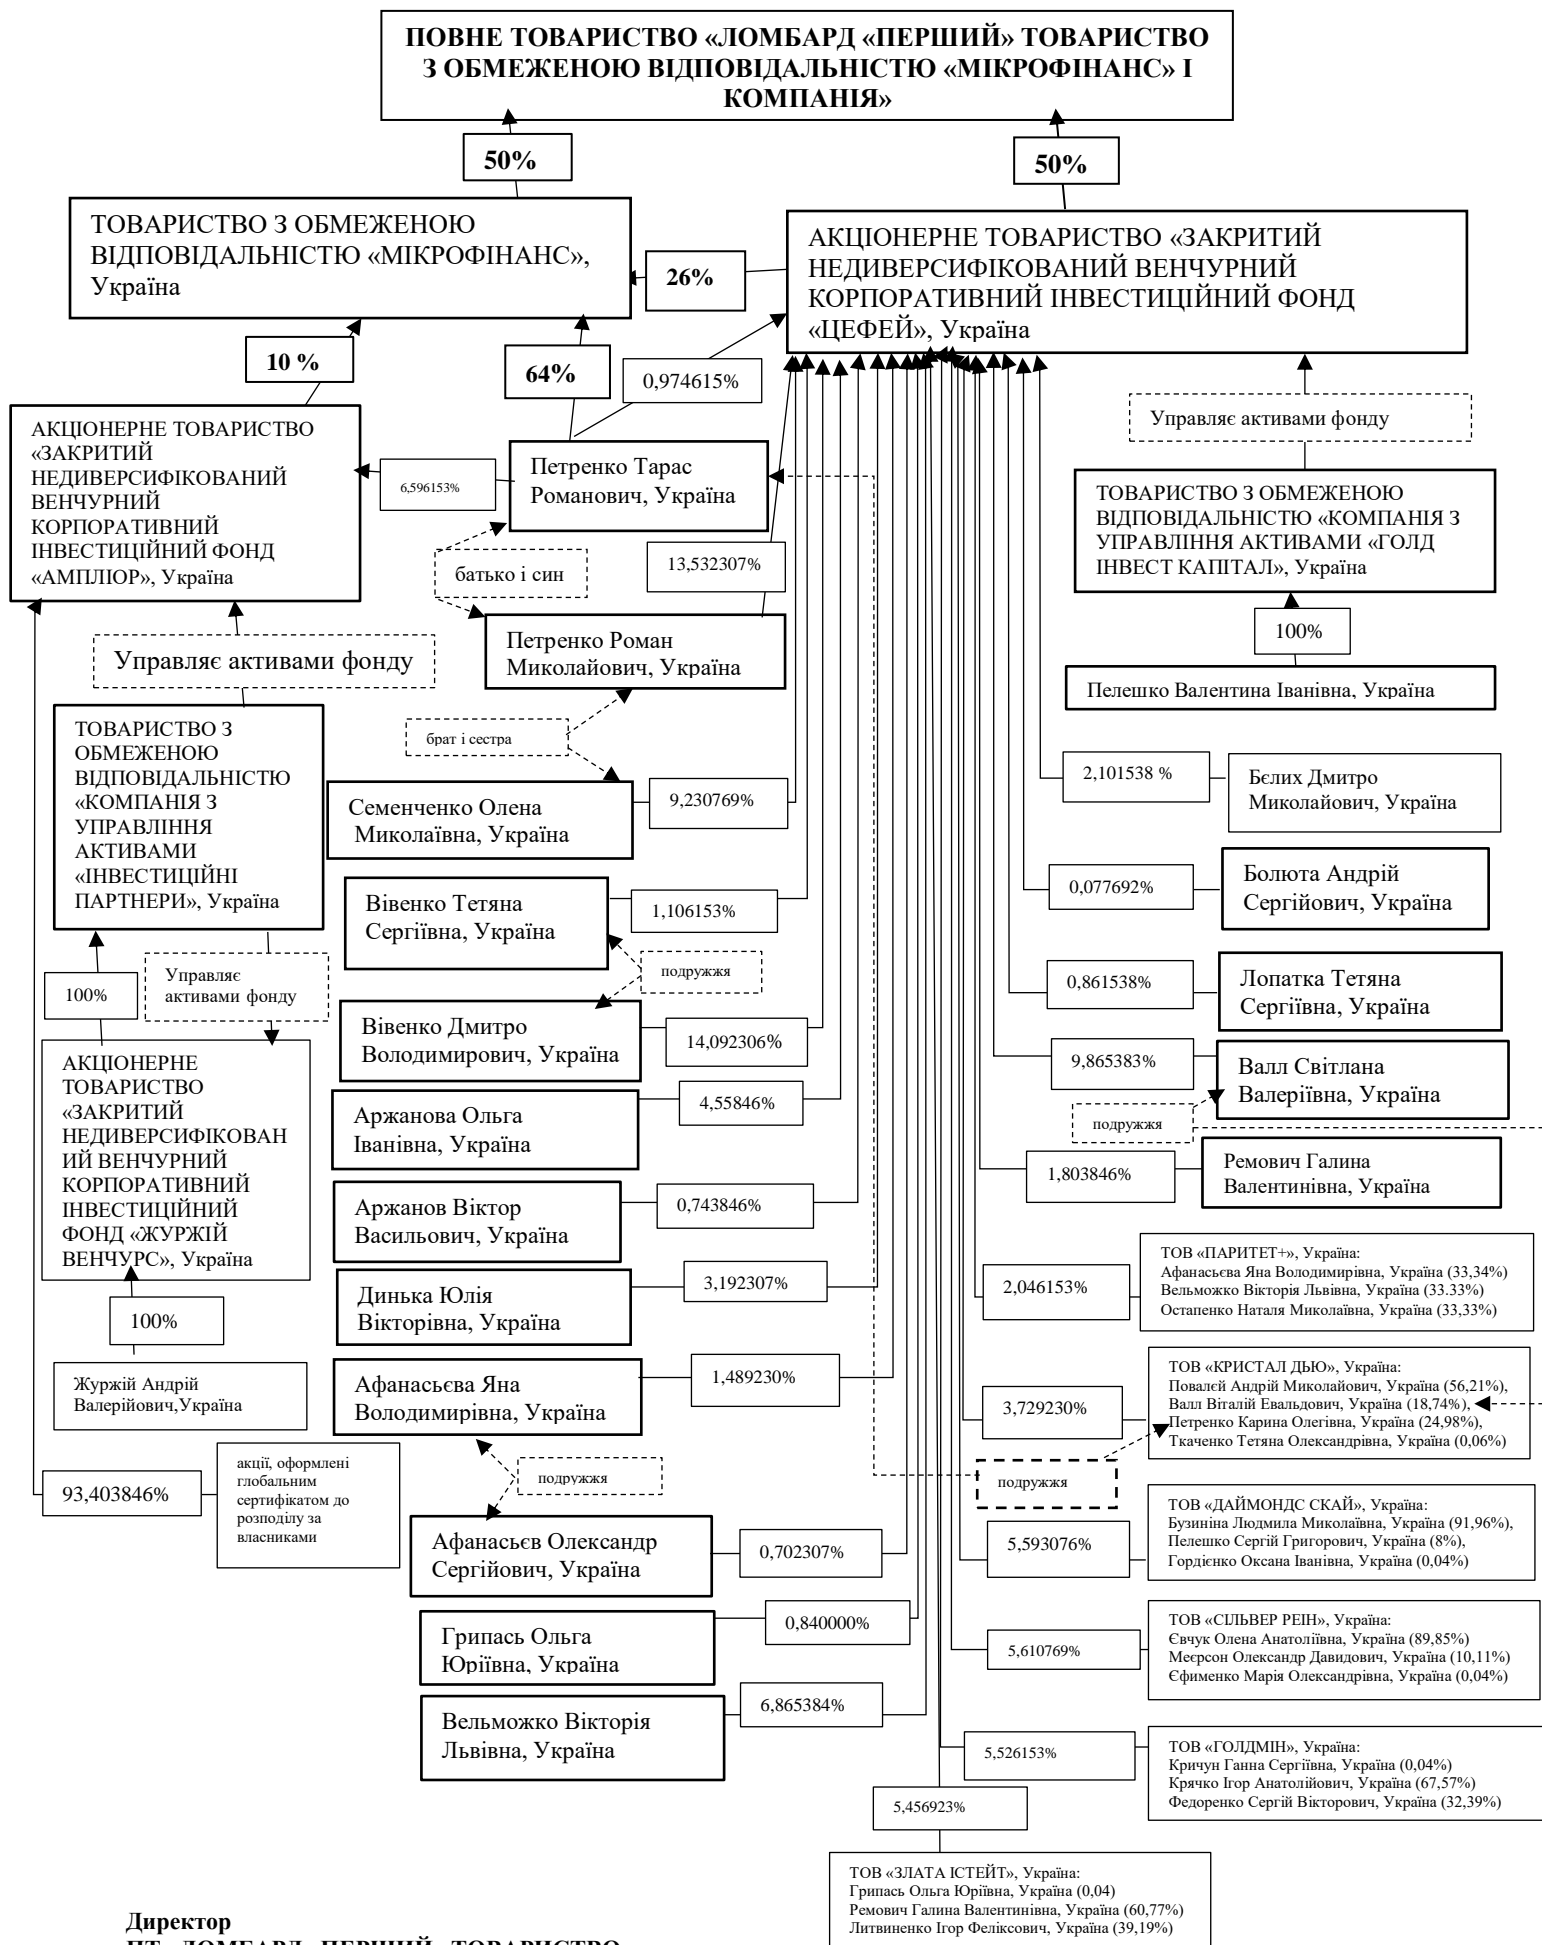 ПОВНЕ ТОВАРИСТВО «ЛОМБАРД «ПЕРШИЙ» ТОВАРИСТВО
З ОБМЕЖЕНОЮ ВІДПОВІДАЛЬНІСТЮ «МІКРОФІНАНС» І
КОМПАНІЯ»
50%
50%
ТОВАРИСТВО З ОБМЕЖЕНОЮ
ВІДПОВІДАЛЬНІСТЮ «МІКРОФІНАНС»,
Україна
26%
АКЦІОНЕРНЕ ТОВАРИСТВО «ЗАКРИТИЙ
НЕДИВЕРСИФІКОВАНИЙ ВЕНЧУРНИЙ
КОРПОРАТИВНИЙ ІНВЕСТИЦІЙНИЙ ФОНД
«ЦЕФЕЙ», Україна
10 %
64%
0,974615%
Управляє активами фонду
АКЦІОНЕРНЕ ТОВАРИСТВО
«ЗАКРИТИЙ
НЕДИВЕРСИФІКОВАНИЙ
ВЕНЧУРНИЙ
КОРПОРАТИВНИЙ
ІНВЕСТИЦІЙНИЙ ФОНД
«АМПЛІОР», Україна
6,596153%
Петренко Тарас
Романович, Україна
ТОВАРИСТВО З ОБМЕЖЕНОЮ
ВІДПОВІДАЛЬНІСТЮ «КОМПАНІЯ З
УПРАВЛІННЯ АКТИВАМИ «ГОЛД
ІНВЕСТ КАПІТАЛ», Україна
батько і син
13,532307%
100%
Петренко Роман
Миколайович, Україна
Управляє активами фонду
Пелешко Валентина Іванівна, Україна
ТОВАРИСТВО З
ОБМЕЖЕНОЮ
ВІДПОВІДАЛЬНІСТЮ
«КОМПАНІЯ З
УПРАВЛІННЯ
АКТИВАМИ
«ІНВЕСТИЦІЙНІ
ПАРТНЕРИ», Україна
брат і сестра
Семенченко Олена
Миколаївна, Україна
9,230769%
2,101538 %
Бєлих Дмитро
Миколайович, Україна
Вівенко Тетяна
Сергіївна, Україна
1,106153%
0,077692%
Болюта Андрій
Сергійович, Україна
100%
Управляє
активами фонду
подружжя
0,861538%
Лопатка Тетяна
Сергіївна, Україна
Вівенко Дмитро
Володимирович, Україна
14,092306%
9,865383%
Валл Світлана
Валеріївна, Україна
АКЦІОНЕРНЕ
ТОВАРИСТВО
«ЗАКРИТИЙ
НЕДИВЕРСИФІКОВАН
ИЙ ВЕНЧУРНИЙ
КОРПОРАТИВНИЙ
ІНВЕСТИЦІЙНИЙ
ФОНД «ЖУРЖІЙ
ВЕНЧУРС», Україна
Аржанова Ольга
Іванівна, Україна
4,55846%
подружжя
1,803846%
Ремович Галина
Валентинівна, Україна
Аржанов Віктор
Васильович, Україна
0,743846%
Динька Юлія
Вікторівна, Україна
3,192307%
2,046153%
ТОВ «ПАРИТЕТ+», Україна:
Афанасьєва Яна Володимирівна, Україна (33,34%)
Вельможко Вікторія Львівна, Україна (33.33%)
Остапенко Наталя Миколаївна, Україна (33,33%)
100%
Журжій Андрій
Валерійович,Україна
Афанасьєва Яна
Володимирівна, Україна
1,489230%
3,729230%
ТОВ «КРИСТАЛ ДЬЮ», Україна:
Повалєй Андрій Миколайович, Україна (56,21%),
Валл Віталій Евальдович, Україна (18,74%),
Петренко Карина Олегівна, Україна (24,98%),
Ткаченко Тетяна Олександрівна, Україна (0,06%)
93,403846%
акції, оформлені
глобальним
сертифікатом до
розподілу за
власниками
подружжя
подружжя
Афанасьєв Олександр
Сергійович, Україна
0,702307%
5,593076%
ТОВ «ДАЙМОНДС СКАЙ», Україна:
Бузиніна Людмила Миколаївна, Україна (91,96%),
Пелешко Сергій Григорович, Україна (8%),
Гордієнко Оксана Іванівна, Україна (0,04%)
Грипась Ольга
Юріївна, Україна
0,840000%
5,610769%
ТОВ «СІЛЬВЕР РЕІН», Україна:
Євчук Олена Анатоліївна, Україна (89,85%)
Меєрсон Олександр Давидович, Україна (10,11%)
Єфименко Марія Олександрівна, Україна (0,04%)
Вельможко Вікторія
Львівна, Україна
6,865384%
5,526153%
ТОВ «ГОЛДМІН», Україна:
Кричун Ганна Сергіївна, Україна (0,04%)
Крячко Ігор Анатолійович, Україна (67,57%)
Федоренко Сергій Вікторович, Україна (32,39%)
5,456923%
ТОВ «ЗЛАТА ІСТЕЙТ», Україна:
Грипась Ольга Юріївна, Україна (0,04)
Ремович Галина Валентинівна, Україна (60,77%)
Литвиненко Ігор Феліксович, Україна (39,19%)
Директор
ПТ «ЛОМБАРД «ПЕРШИЙ» ТОВАРИСТВО